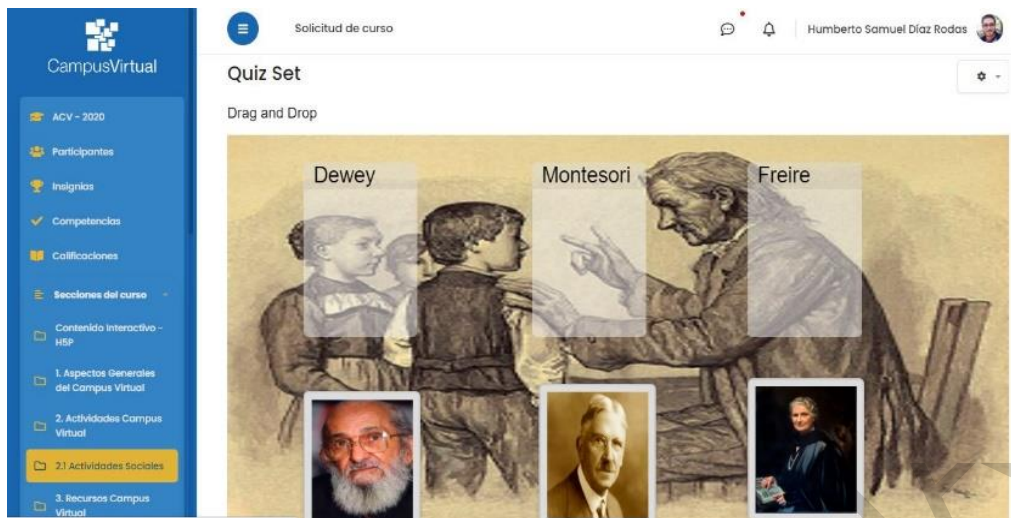 CampusVirtual
Solicitud de curso
Humberto Samuel Díaz Rodas
Quiz Set
Drag and Drop
ACV - 2020
Participantes
Insignias
Competencias
Calificaciones
Secciones del curso
Contenido Interactivo -
H5P
1. Aspectos Generales
del Campus Virtual
2. Actividades Campus
Virtual
2.1 Actividades Sociales
3. Recursos Campus
Virtual
Dewey
Montesori
Freire